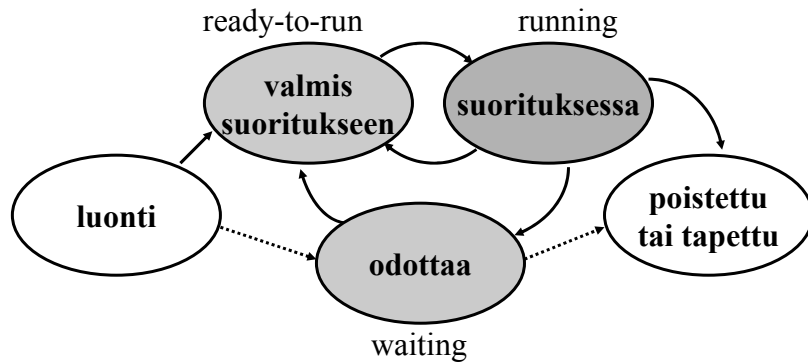 ready-to-run
running
valmis
suoritukseen
suorituksessa
luonti
poistettu
tai tapettu
odottaa
waiting